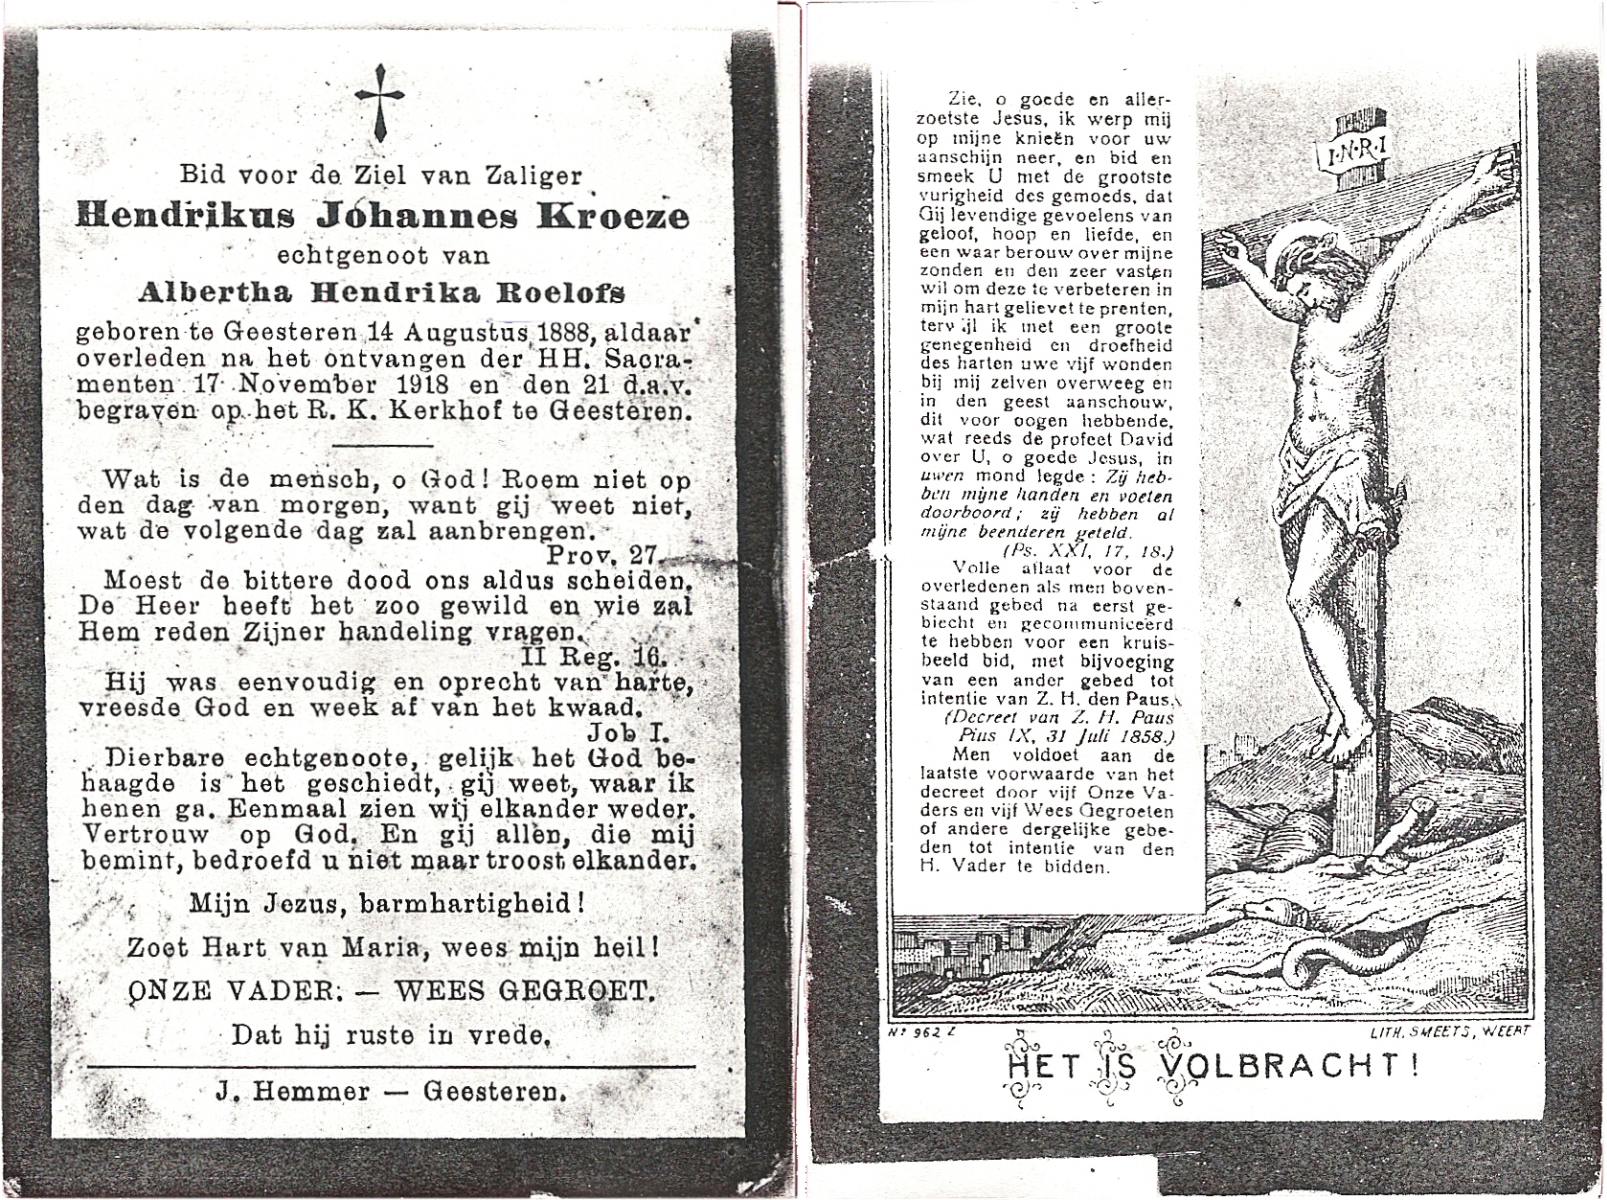 Bid voor de Ziel van Zaliger
Hendrikus Johannes Kroeze
echtgenoot van
Albertha Hendrika Roelofs
geboren te Geesteren 14 Augustus 1888, aldaar
overleden na het ontvangen der HH. Sacra-
menten 17 November 1918 en den 21 d.a.v.
begraven op het R. K. Kerkhof te Geesteren.
Wat is de mensch, o God! Roem niet op
den dag van morgen, want gij weet niet,
wat de volgende dag zal aanbrengen.
Prov. 27.
Moest de bittere dood ons aldus scheiden.
De Heer heeft het zoo gewild en wie zal
Hem reden Zijner handeling vragen.
II Reg. 16.
Hij was eenvoudig en oprecht van harte,
vreesde God en week af van het kwaad.
Job I.
Dierbare echtgenoote, gelijk het God be-
haagde is het geschiedt, gij weet, waar ik
henen ga. Eenmaal zien wij elkander weder.
Vertrouw op God. En gij allen, die mij
bemint, bedroefd u niet maar troost elkander.
Mijn Jezus, barmhartigheid!
Zoet Hart van Maria, wees mijn heil!
ONZE VADER. — WEES GEGROET.
Dat hij ruste in vrede.
J. Hemmer — Geesteren.
Zie, o goede en aller-
zoetste Jesus, ik werp mij
op mijne knieën voor uw
aanschijn neer, en bid en
smeek U met de grootste
vurigheid des gemoeds, dat
Gij levendige gevoelens van
geloof, hoop en liefde, en
een waar berouw over mijne
zonden en den zeer vasten
wil om deze te verbeteren in
mijn hart gelievet te prenten,
terwijl ik met een groote
genegenheid en droefheid
des harten uwe vijf wonden
bij mij zelven overweeg en
in den geest aanschouw,
dit voor oogen hebbende,
wat reeds de profeet David
over U, o goede Jesus, in
uwen mond legde: Zij heb-
ben mijne handen en voeten
doorboord; zij hebben al
mijne beenderen geteld.
(Ps. XXI, 17, 18.)
Volle aflaat voor de
overledenen als men boven-
staand gebed na eerst ge-
biecht en gecommuniceerd
te hebben voor een kruis-
beeld bid, met bijvoeging
van een ander gebed tot
intentie van Z. H. den Paus.
(Decreet van Z. H. Paus
Pius IX, 31 Juli 1858.)
Men voldoet aan de
laatste voorwaarde van het
decreet door vijf Onze Va-
ders en vijf Wees Gegroeten
of andere dergelijke gebe-
den tot intentie van den
H. Vader te bidden.
I·N·R·I
Nº 962 L
LITH. SMEETS, WEERT
HET IS VOLBRACHT!